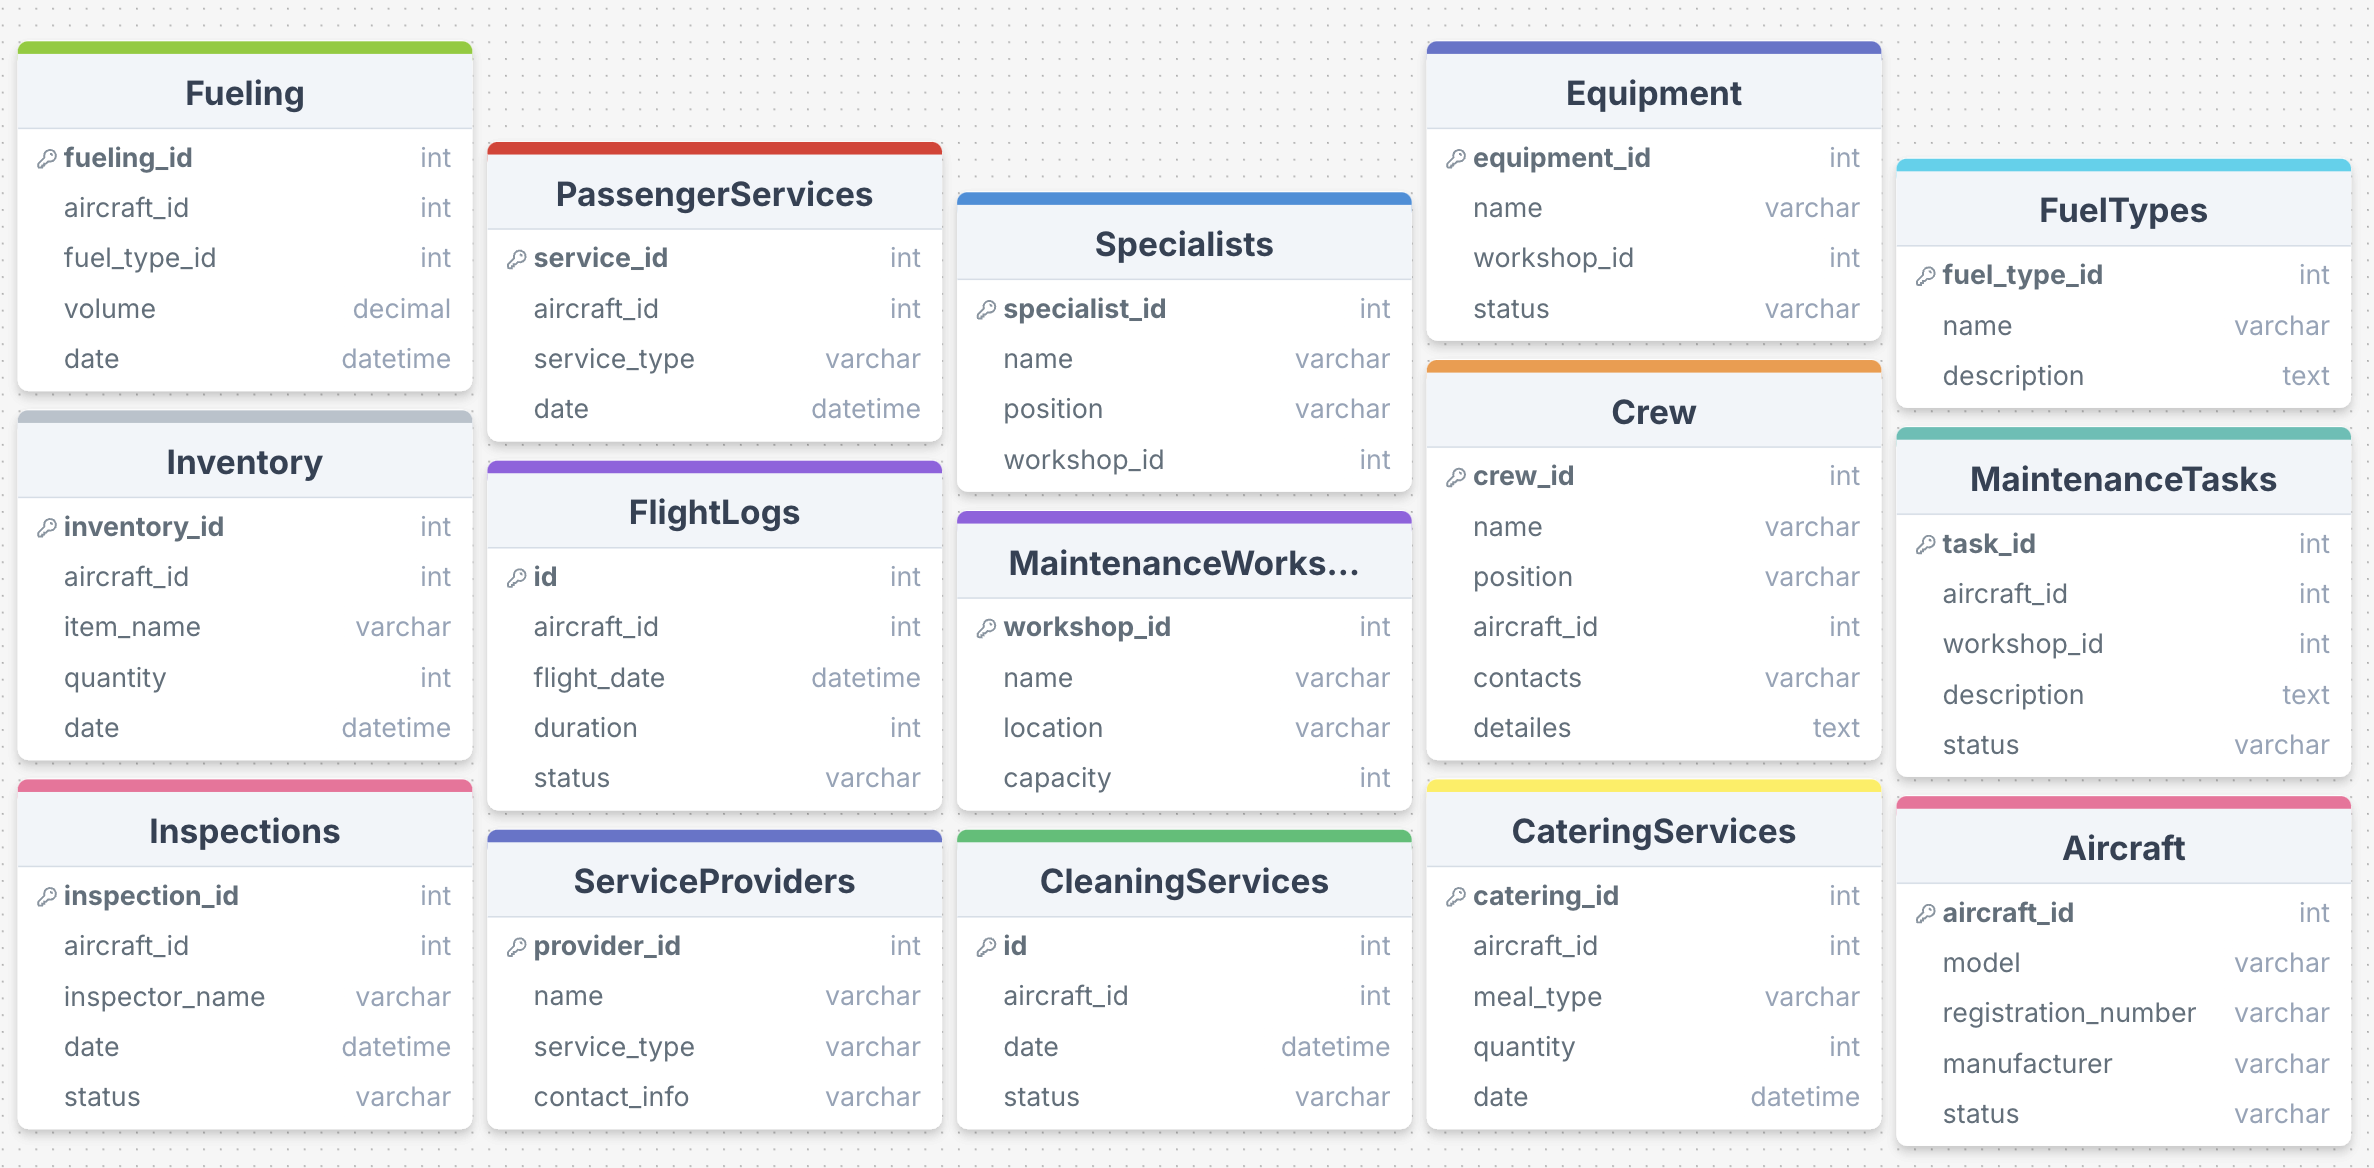 Fueling
fueling_id int
aircraft_id int
fuel_type_id int
volume decimal
date datetime
Inventory
inventory_id int
aircraft_id int
item_name varchar
quantity int
date datetime
Inspections
inspection_id int
aircraft_id int
inspector_name varchar
date datetime
status varchar
PassengerServices
service_id int
aircraft_id int
service_type varchar
date datetime
FlightLogs
id int
aircraft_id int
flight_date datetime
duration int
status varchar
ServiceProviders
provider_id int
name varchar
service_type varchar
contact_info varchar
Specialists
specialist_id int
name varchar
position varchar
workshop_id int
MaintenanceWorks...
workshop_id int
name varchar
location varchar
capacity int
CleaningServices
id int
aircraft_id int
date datetime
status varchar
Equipment
equipment_id int
name varchar
workshop_id int
status varchar
Crew
crew_id int
name varchar
position varchar
aircraft_id int
contacts varchar
detailes text
CateringServices
catering_id int
aircraft_id int
meal_type varchar
quantity int
date datetime
FuelTypes
fuel_type_id int
name varchar
description text
MaintenanceTasks
task_id int
aircraft_id int
workshop_id int
description text
status varchar
Aircraft
aircraft_id int
model varchar
registration_number varchar
manufacturer varchar
status varchar